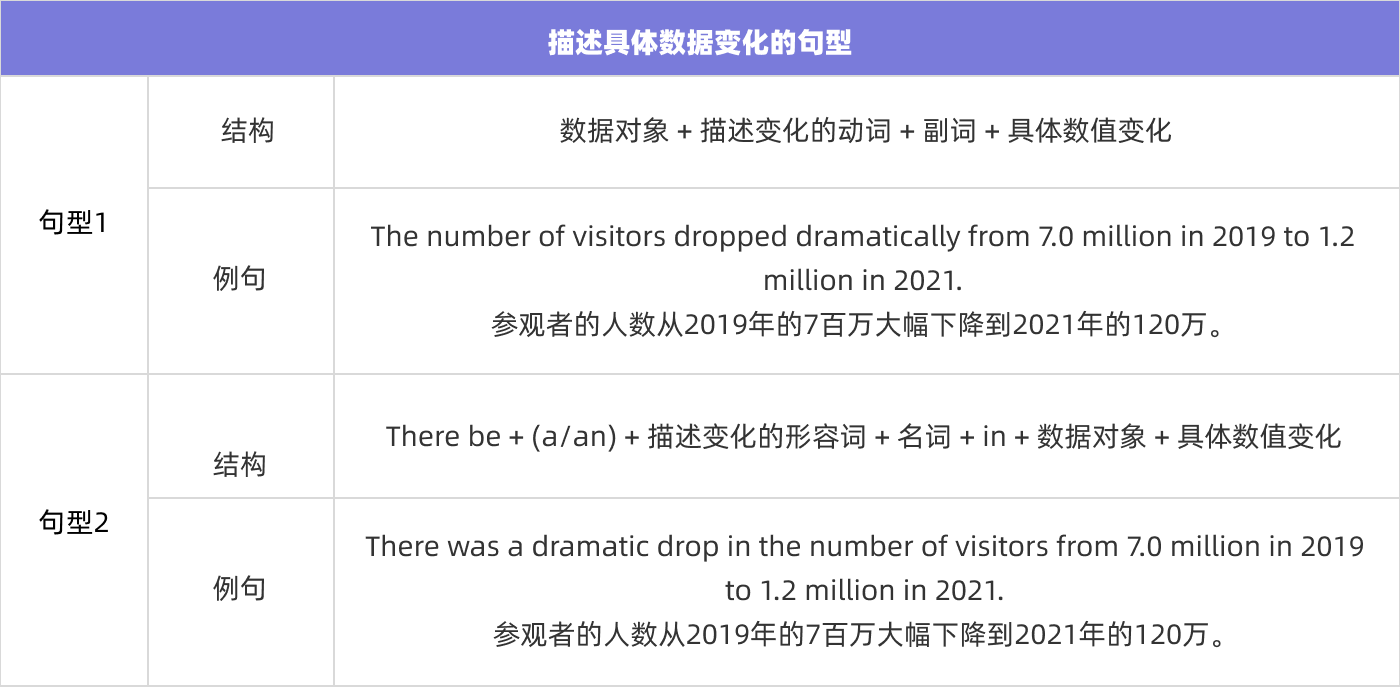 描述具体数据变化的句型
句型1
结构
数据对象 + 描述变化的动词 + 副词 + 具体数值变化
例句
The number of visitors dropped dramatically from 7.0 million in 2019 to 1.2
million in 2021.
参观者的人数从2019年的7百万大幅下降到2021年的120万。
句型2
结构
There be + (a/an) + 描述变化的形容词 + 名词 + in + 数据对象 + 具体数值变化
例句
There was a dramatic drop in the number of visitors from 7.0 million in 2019
to 1.2 million in 2021.
参观者的人数从2019年的7百万大幅下降到2021年的120万。